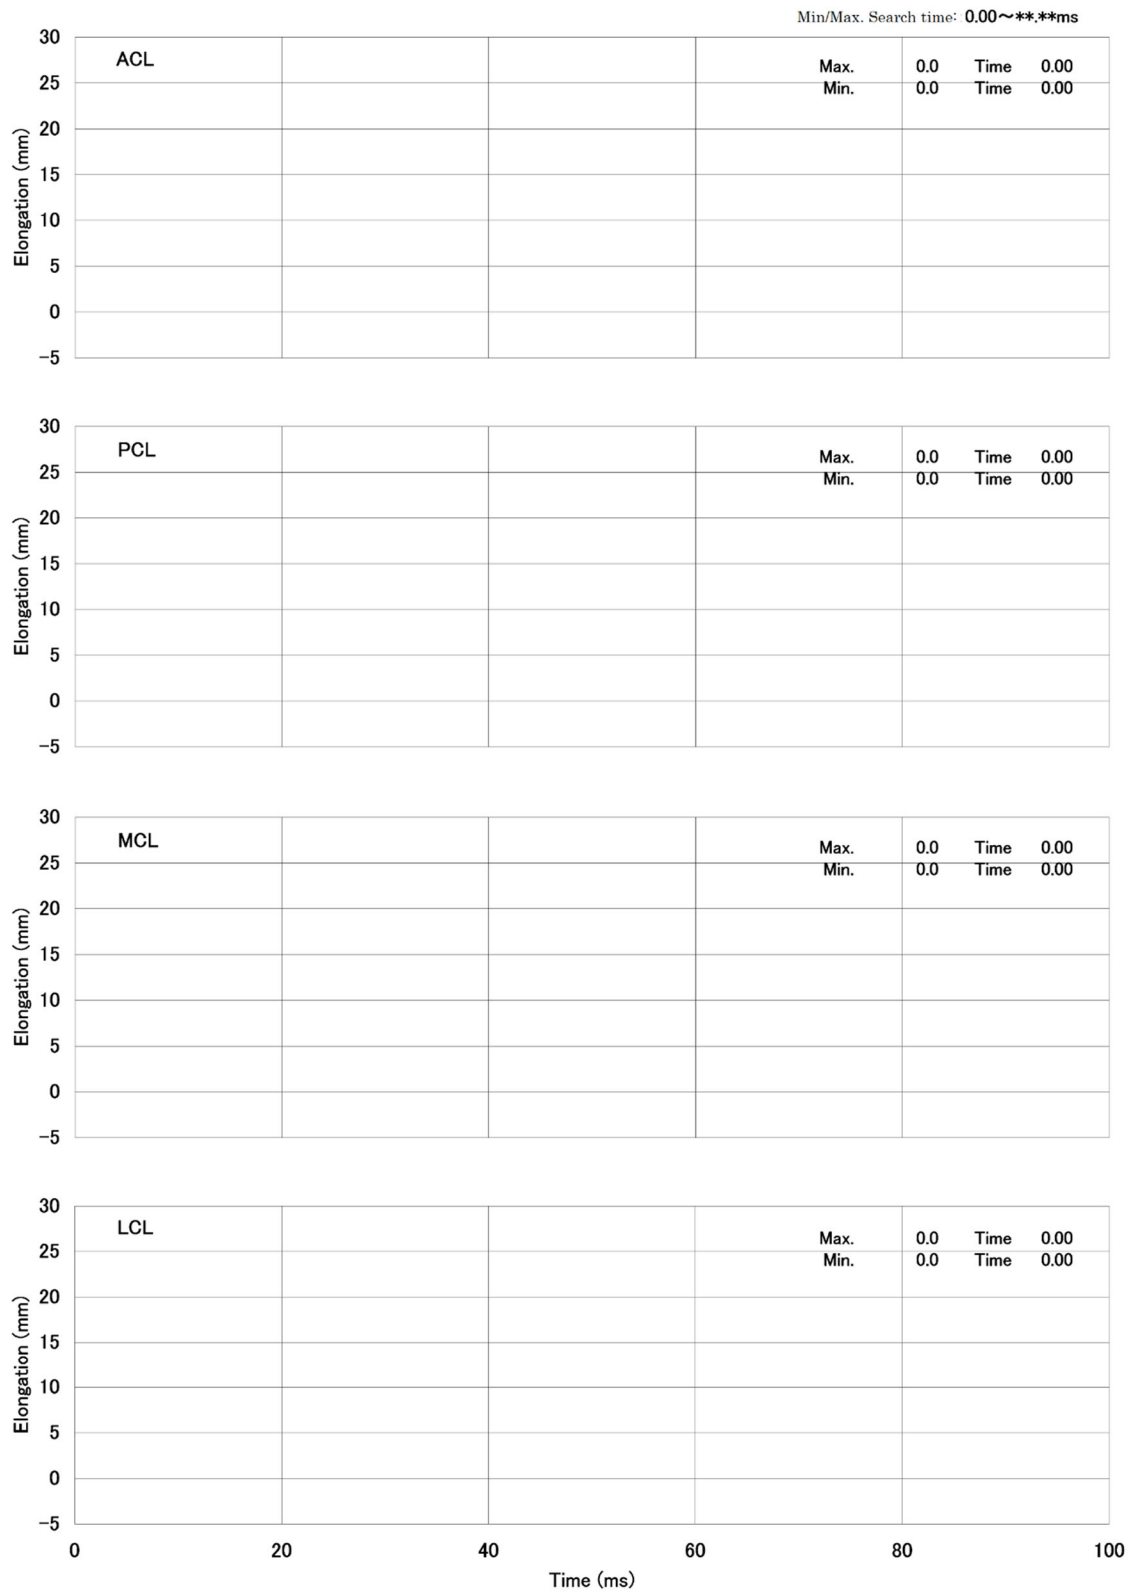 Min/Max. Search time: 0.00～**.**ms
30
ACL
Max. 0.0 Time 0.00
25
Min. 0.0 Time 0.00
20
15
10
5
0
−5
Elongation (mm)
30
PCL
Max. 0.0 Time 0.00
25
Min. 0.0 Time 0.00
20
15
10
5
0
−5
Elongation (mm)
30
MCL
Max. 0.0 Time 0.00
25
Min. 0.0 Time 0.00
20
15
10
5
0
−5
Elongation (mm)
30
LCL
Max. 0.0 Time 0.00
25
Min. 0.0 Time 0.00
20
15
10
5
0
−5
Elongation (mm)
0 20 40 60 80 100
Time (ms)